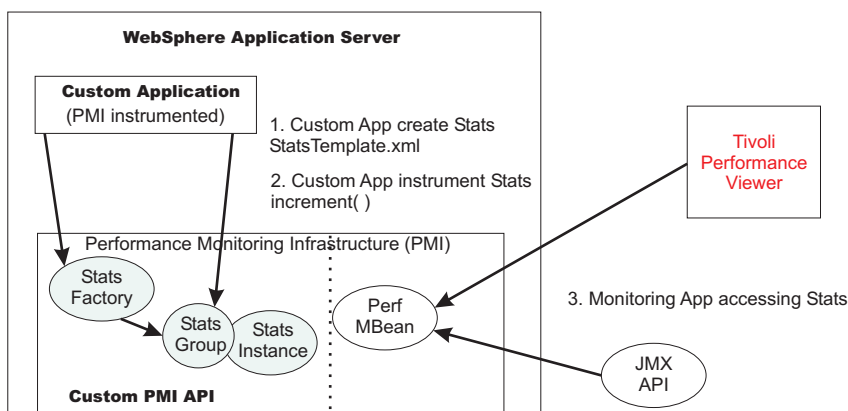 WebSphere Application Server
Custom Application
(PMI instrumented)
1. Custom App create Stats
StatsTemplate.xml
2. Custom App instrument Stats
increment( )
Tivoli
Performance
Viewer
Performance Monitoring Infrastructure (PMI)
Stats
Factory
Stats
Group
Stats
Instance
Perf
MBean
3. Monitoring App accessing Stats
JMX
API
Custom PMI API